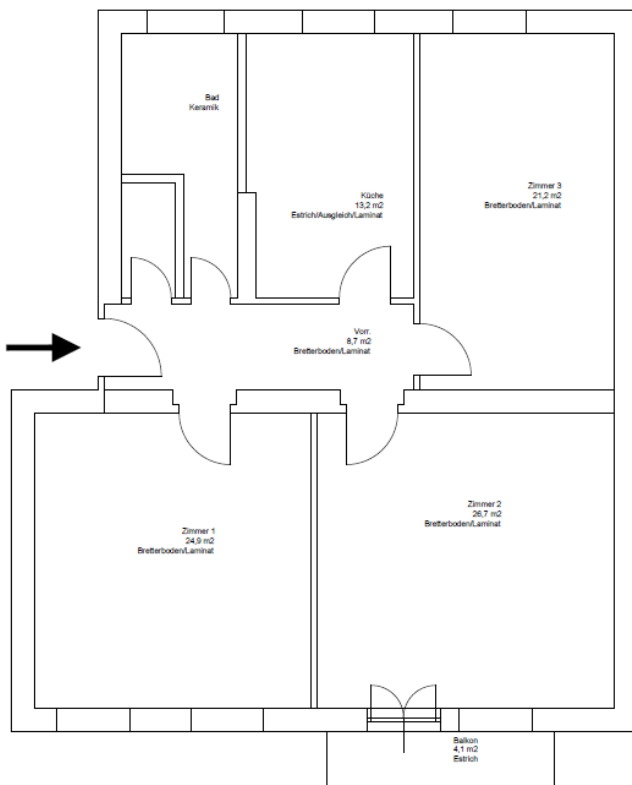 Bad
Keramik
Küche
13,2 m2
Estrich/Ausgleich/Laminat
Zimmer 3
21,2 m2
Bretterboden/Laminat
Vorr.
8,7 m2
Bretterboden/Laminat
Zimmer 1
24,9 m2
Bretterboden/Laminat
Zimmer 2
26,7 m2
Bretterboden/Laminat
Balkon
4,1 m2
Estrich